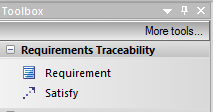 Toolbox
More tools...
Requirements Traceability
Requirement
Satisfy